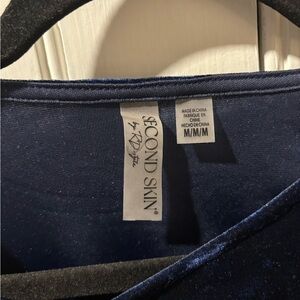 SECOND SKIN®
by
MADE IN CHINA
FABRIQUE EN
CHINE
HECHO EN CHINA
M/M/M